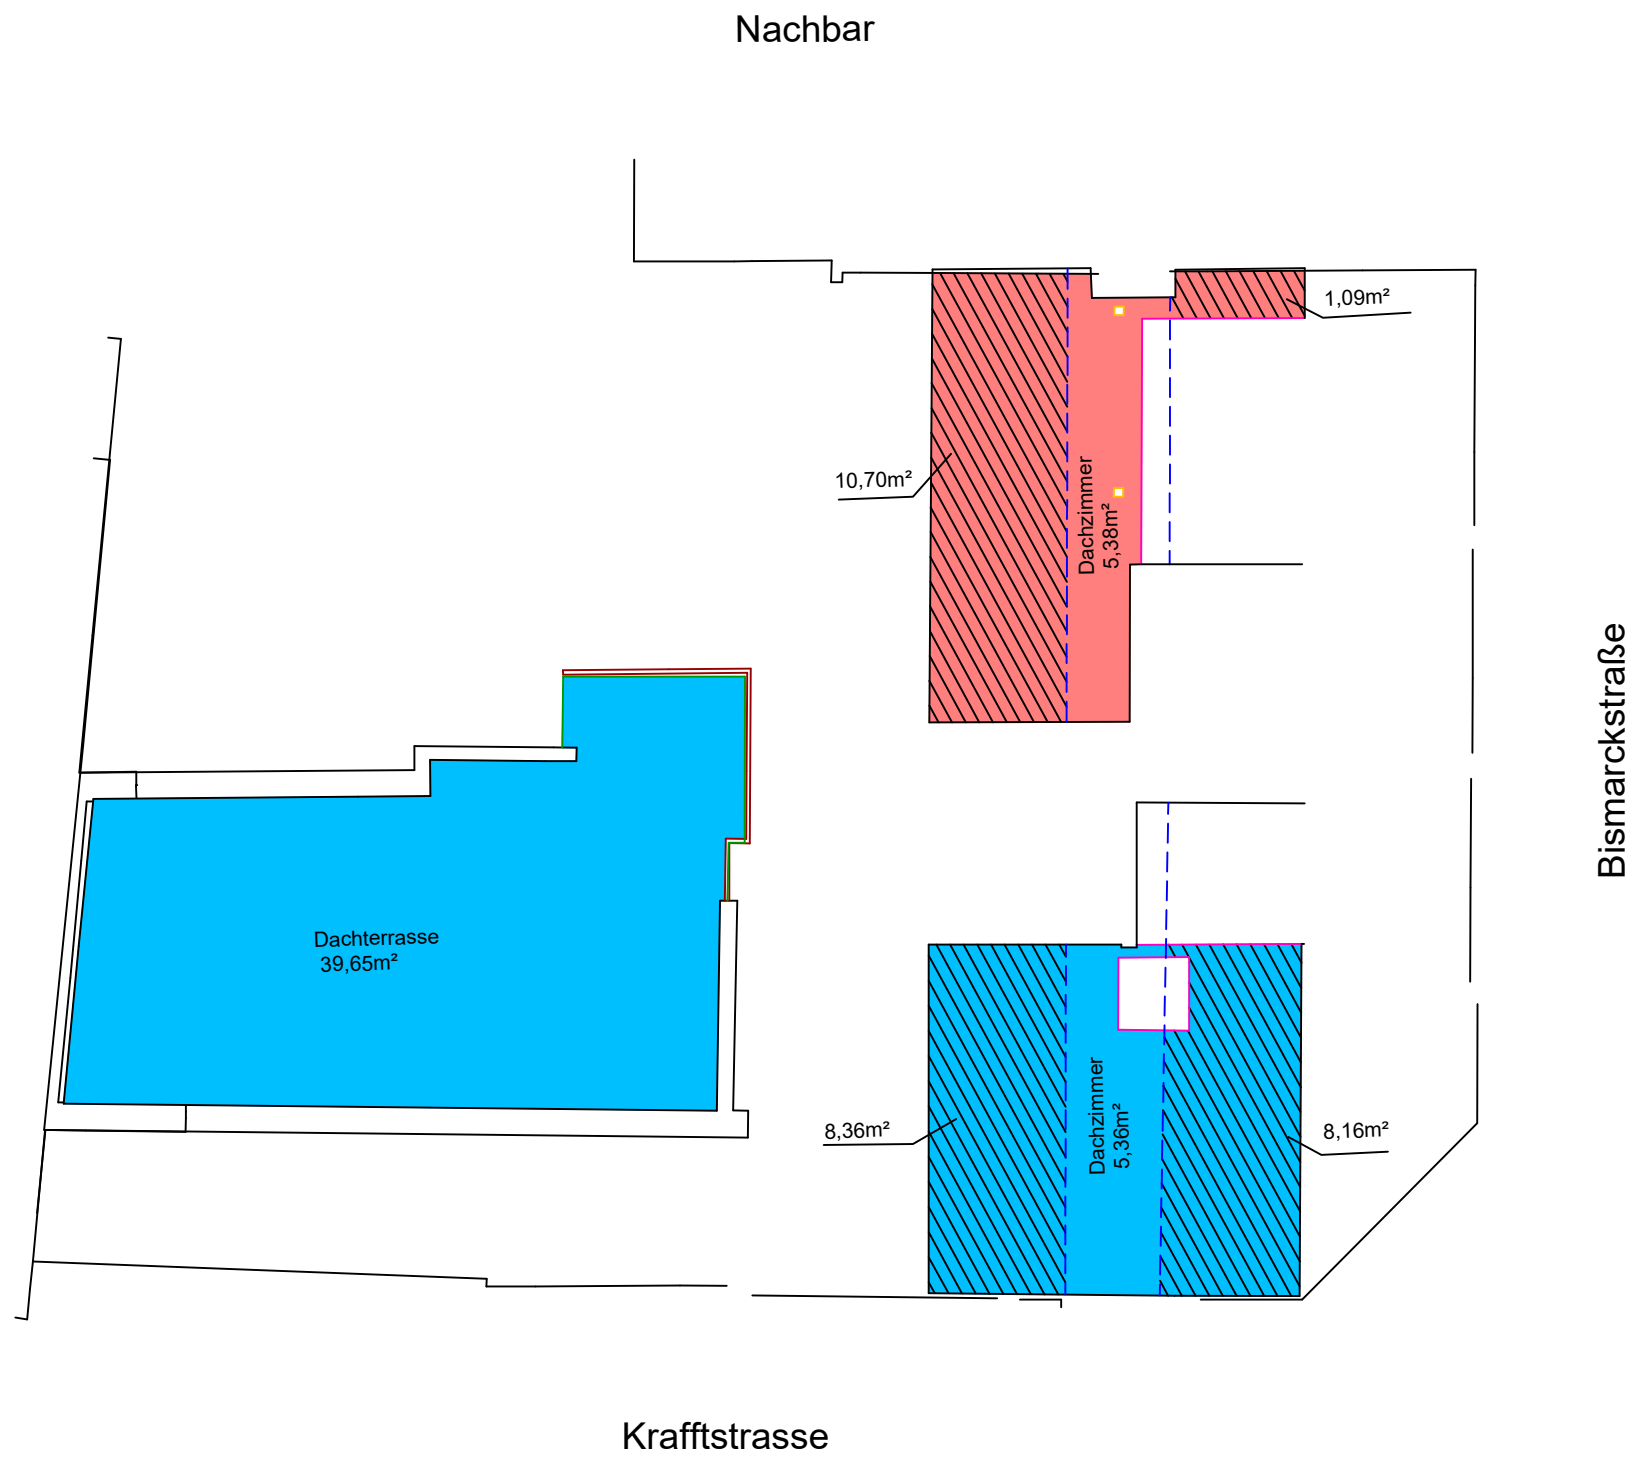 Nachbar
1,09m²
10,70m²
Dachzimmer
5,38m²
Bismarckstraße
Dachterrasse
39,65m²
Dachzimmer
5,36m²
8,36m²
8,16m²
Krafftstrasse